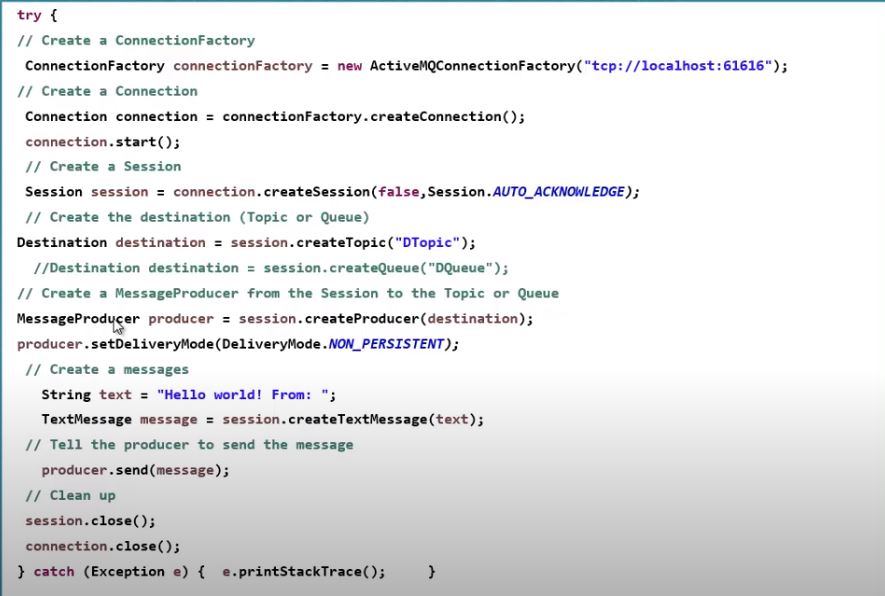 try {
// Create a ConnectionFactory
ConnectionFactory connectionFactory = new ActiveMQConnectionFactory("tcp://localhost:61616");
// Create a Connection
Connection connection = connectionFactory.createConnection();
connection.start();
// Create a Session
Session session = connection.createSession(false,Session.AUTO_ACKNOWLEDGE);
// Create the destination (Topic or Queue)
Destination destination = session.createTopic("DTopic");
//Destination destination = session.createQueue("DQueue");
// Create a MessageProducer from the Session to the Topic or Queue
MessageProducer producer = session.createProducer(destination);
producer.setDeliveryMode(DeliveryMode.NON_PERSISTENT);
// Create a messages
String text = "Hello world! From: ";
TextMessage message = session.createTextMessage(text);
// Tell the producer to send the message
producer.send(message);
// Clean up
session.close();
connection.close();
} catch (Exception e) {  e.printStackTrace();     }